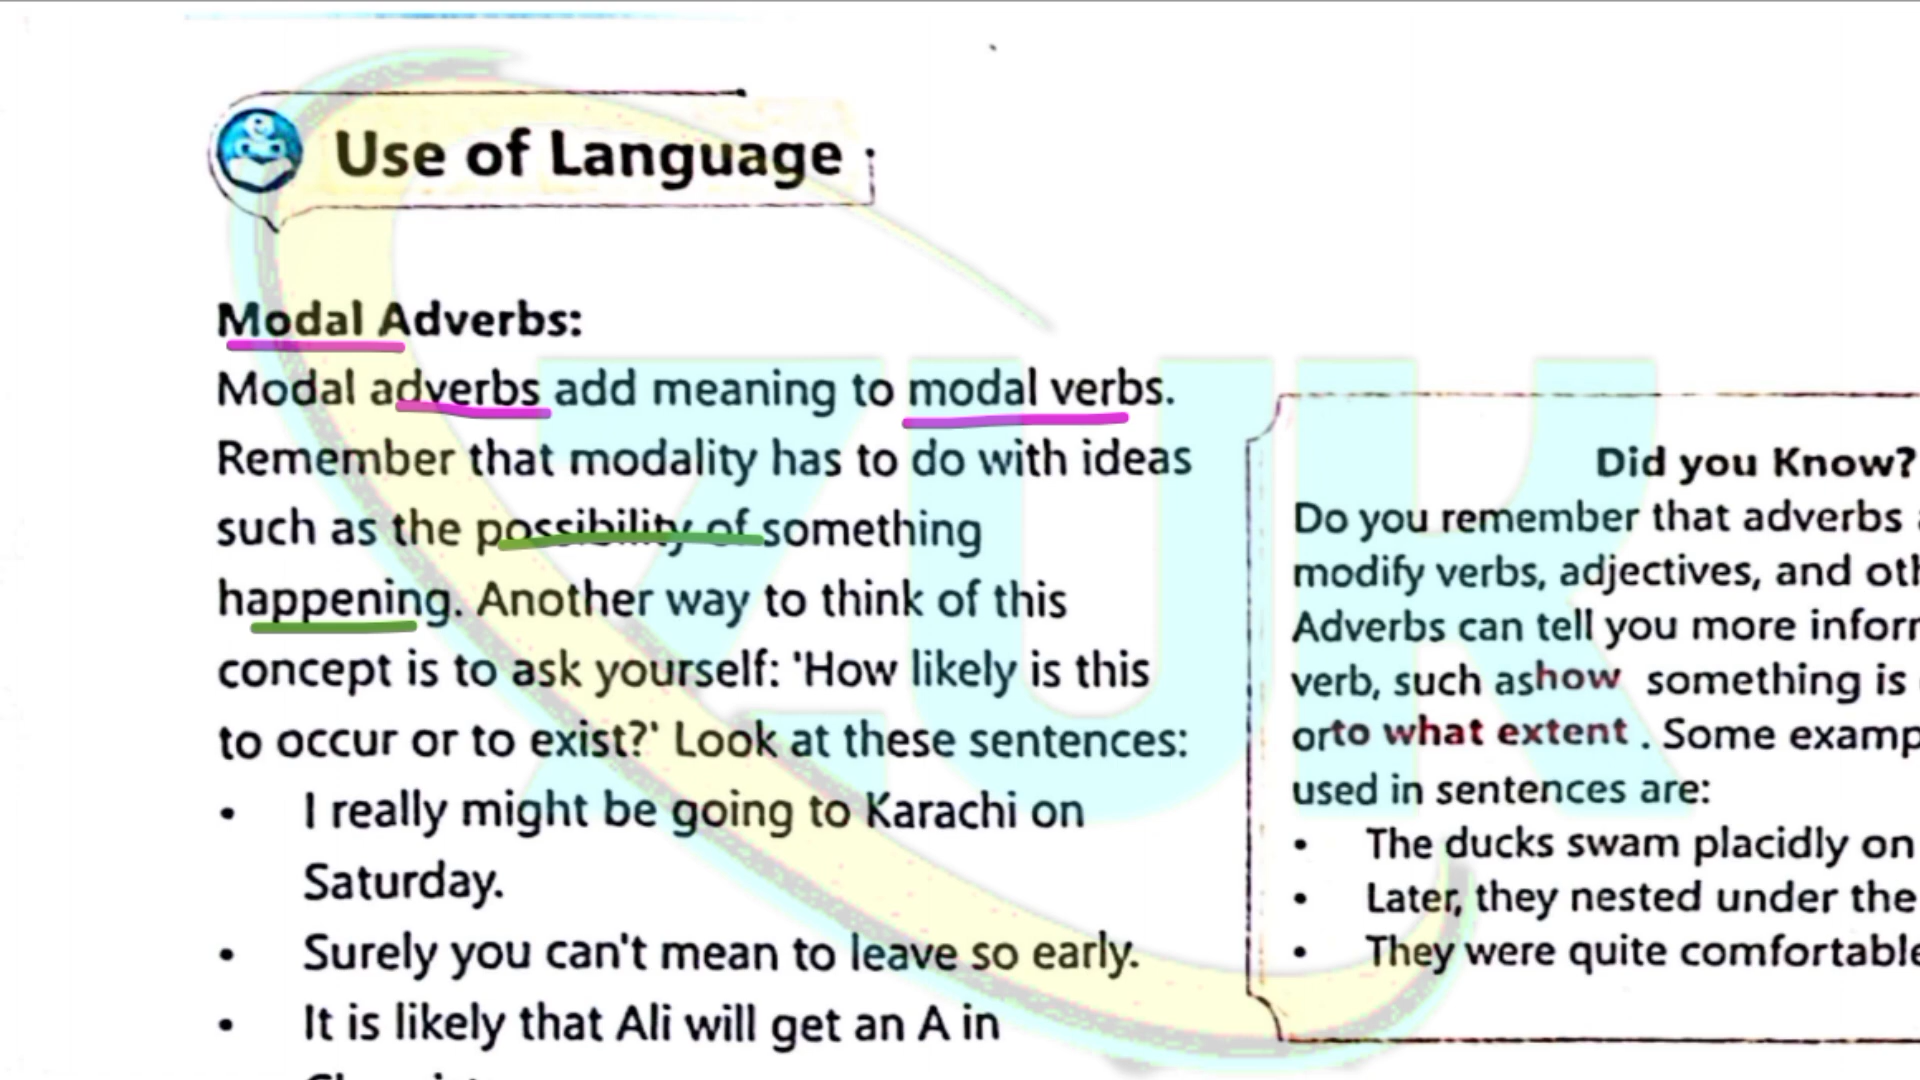 Use of Language
Modal Adverbs:
Modal adverbs add meaning to modal verbs.
Remember that modality has to do with ideas
such as the possibility of something
happening. Another way to think of this
concept is to ask yourself: 'How likely is this
to occur or to exist?' Look at these sentences:
• I really might be going to Karachi on
Saturday.
• Surely you can't mean to leave so early.
• It is likely that Ali will get an A in
Did you Know?
Do you remember that adverbs
modify verbs, adjectives, and
Adverbs can tell you more
verb, such ashow something is
orto what extent . Some
used in sentences are:
• The ducks swam placidly on
• Later, they nested under the
• They were quite
ZUK